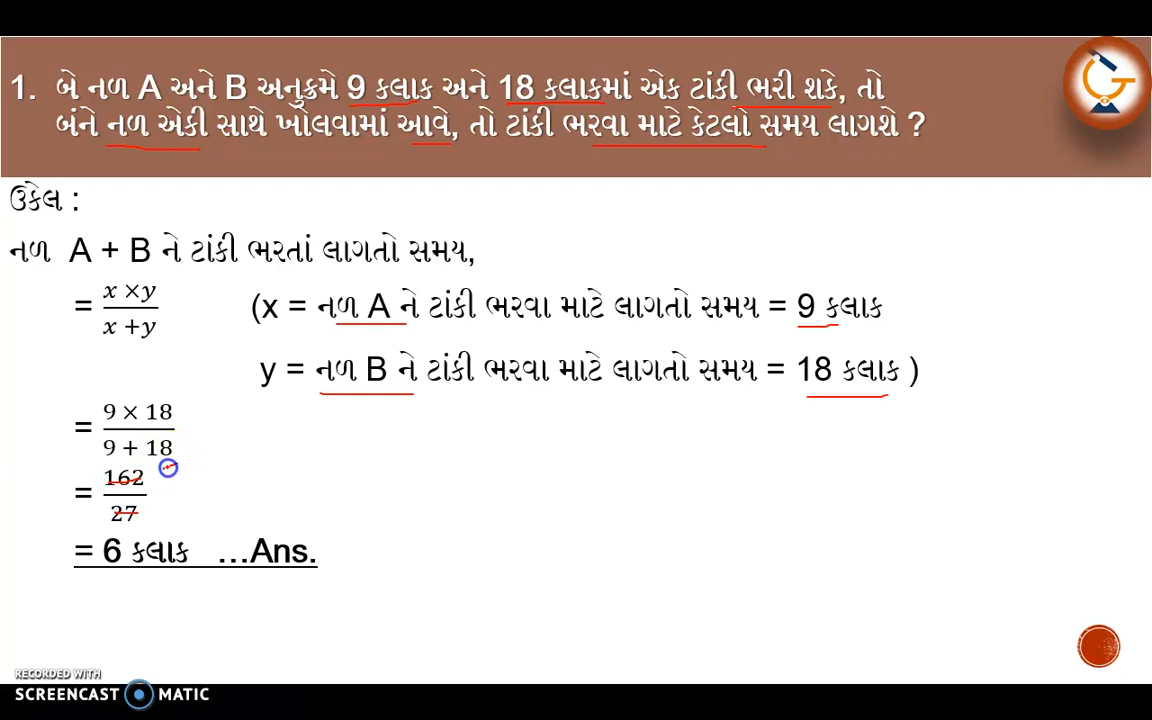 1. બે નળ A અને B અનુક્રમે 9 કલાક અને 18 કલાકમાં એક ટાંકી ભરી શકે, તો
બંને નળ એકી સાથે ખોલવામાં આવે, તો ટાંકી ભરવા માટે કેટલો સમય લાગશે ?
ઉકેલ :
નળ A + B ને ટાંકી ભરતાં લાગતો સમય,
= x × y / x + y (x = નળ A ને ટાંકી ભરવા માટે લાગતો સમય = 9 કલાક
y = નળ B ને ટાંકી ભરવા માટે લાગતો સમય = 18 કલાક )
= 9 × 18 / 9 + 18
= 162 / 27
= 6 કલાક ...Ans.
RECORDED WITH
SCREENCAST MATIC